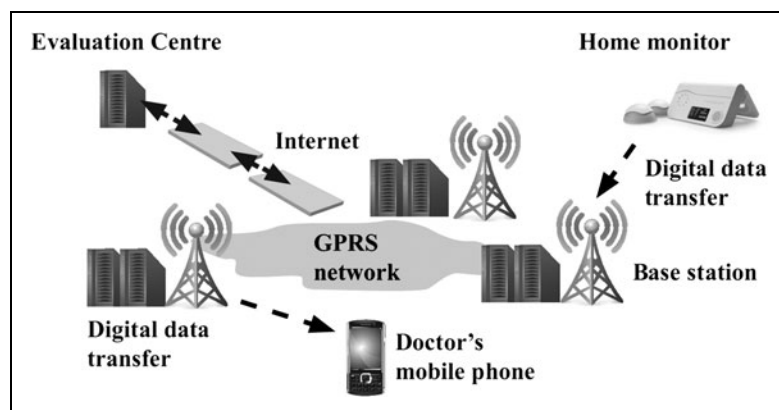 Evaluation Centre
Home monitor
Internet
Digital data
transfer
GPRS
network
Base station
Digital data
transfer
Doctor's
mobile phone